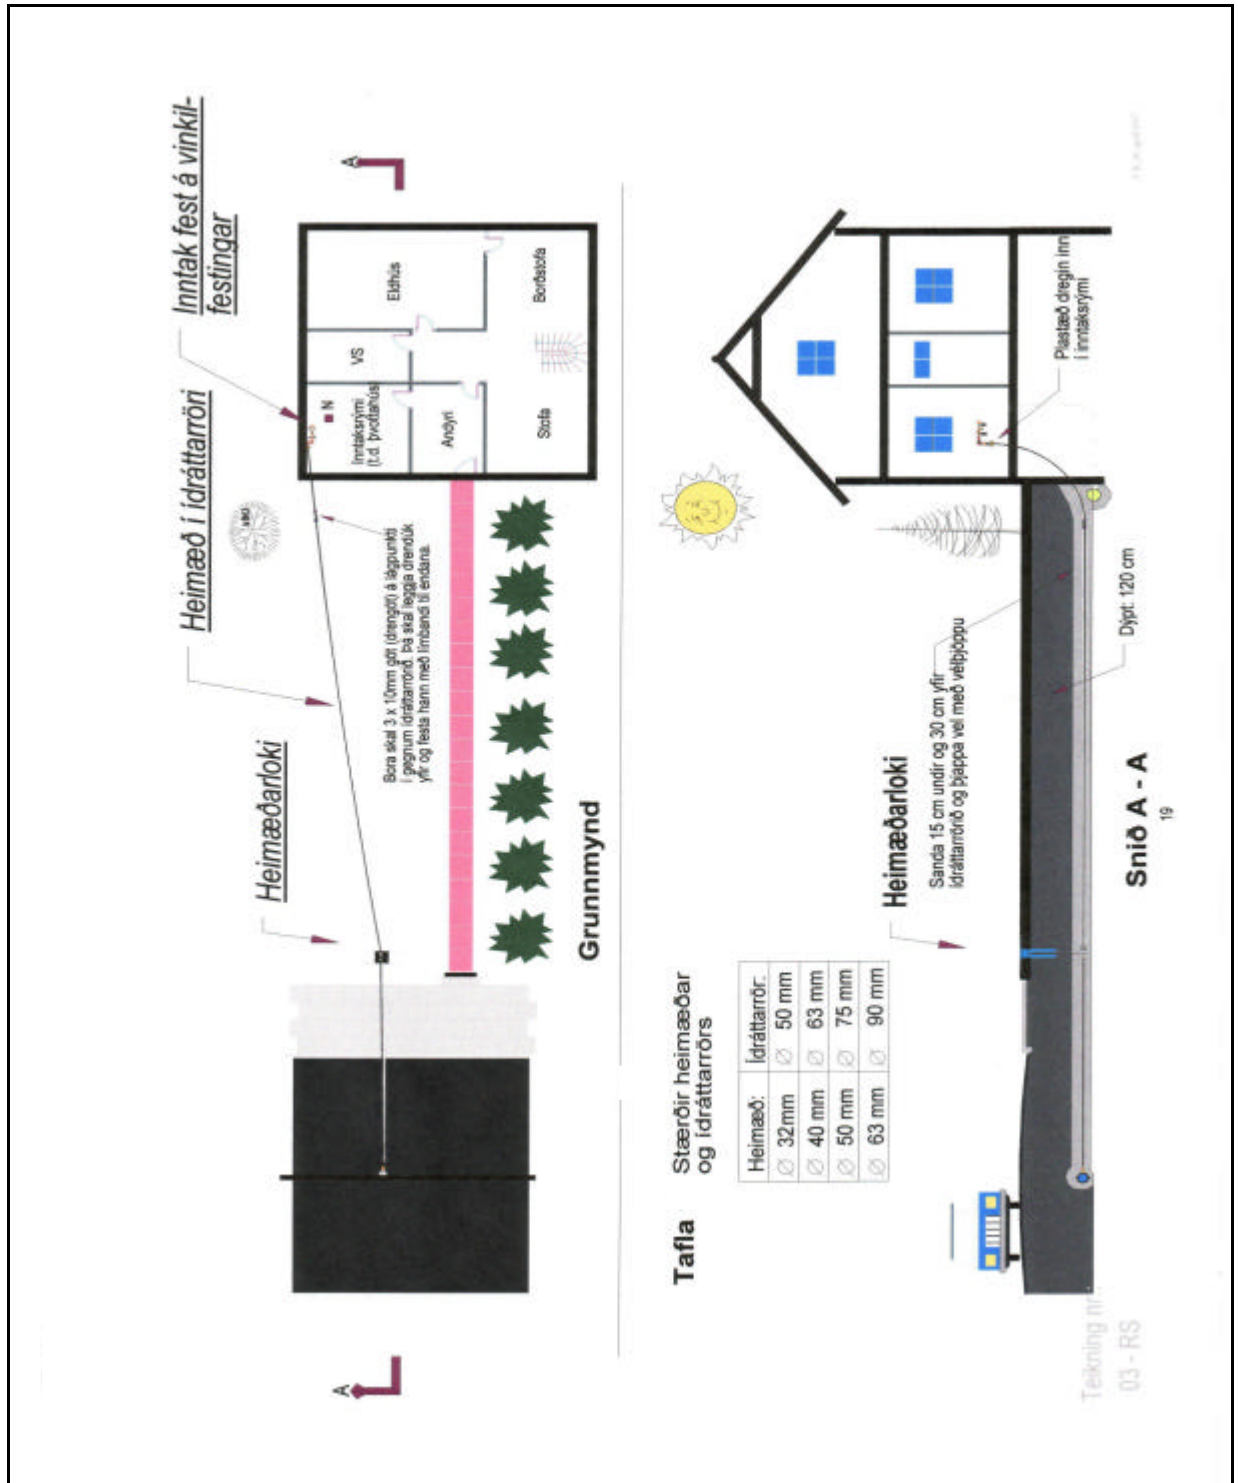 A
A
Heimæðarloki
Heimæð í ídráttarröri
Inntak fest á vinkil-
festingar
Inntaksrými
(t.d. þvottahús)
N
VS
Eldhús
Andyri
Stofa
Borðstofa
Bora skal 3 x 10mm göt (drengöt) á lágpunkti
í gegnum ídráttarrörið. Þá skal leggja drendúk
yfir og festa hann með límbandi til endana.
Grunnmynd
Tafla
Stærðir heimæðar
og ídráttarrörs
Heimæð: Ídráttarrör:
∅ 32mm ∅ 50 mm
∅ 40 mm ∅ 63 mm
∅ 50 mm ∅ 75 mm
∅ 63 mm ∅ 90 mm
Heimæðarloki
Sanda 15 cm undir og 30 cm yfir
ídráttarrörið og þjappa vel með vélþjöppu
Dýpt: 120 cm
Plastæð dregin inn
í inntaksrými
Snið A - A
19
Teikning nr.:
03 - RS